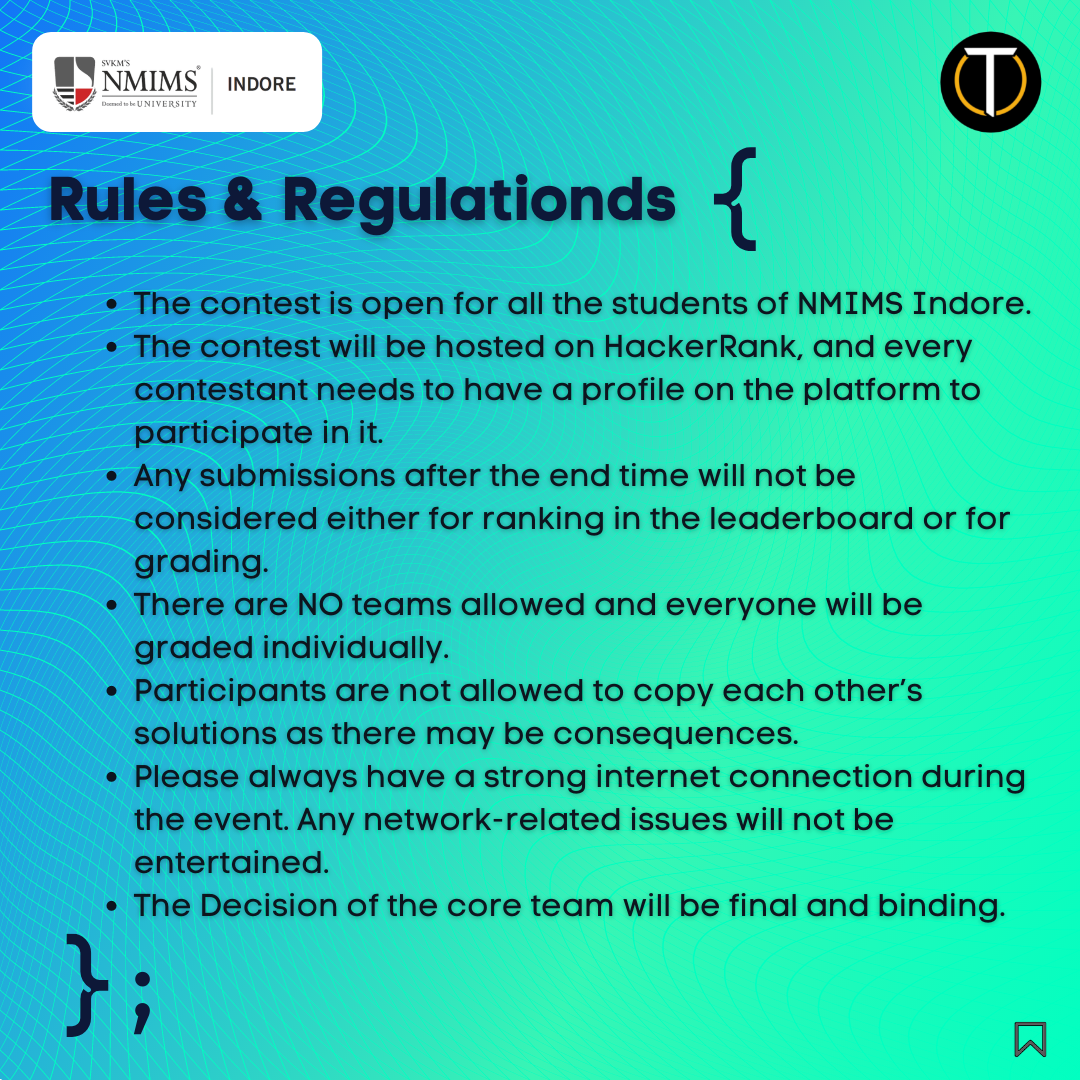 SVKM'S
NMIMS®
Deemed to be UNIVERSITY
INDORE
T
Rules & Regulationds {
• The contest is open for all the students of NMIMS Indore.
• The contest will be hosted on HackerRank, and every
contestant needs to have a profile on the platform to
participate in it.
• Any submissions after the end time will not be
considered either for ranking in the leaderboard or for
grading.
• There are NO teams allowed and everyone will be
graded individually.
• Participants are not allowed to copy each other’s
solutions as there may be consequences.
• Please always have a strong internet connection during
the event. Any network-related issues will not be
entertained.
• The Decision of the core team will be final and binding.
};